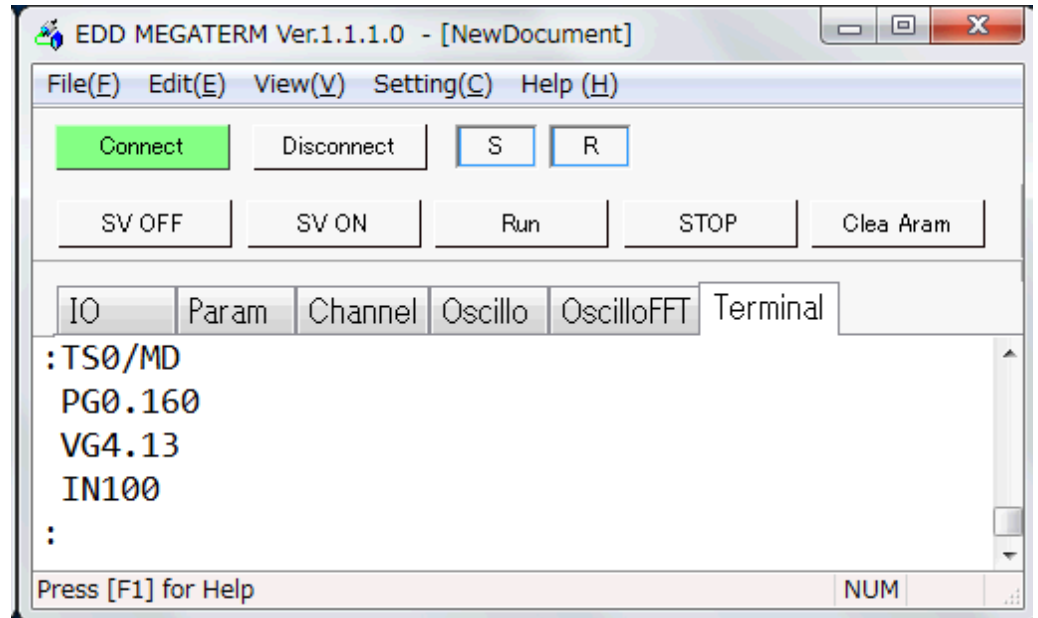 EDD MEGATERM Ver.1.1.1.0 - [NewDocument]
File(F) Edit(E) View(V) Setting(C) Help (H)
Connect Disconnect S R
SV OFF SV ON Run STOP Clea Aram
IO Param Channel Oscillo OscilloFFT Terminal
:TS0/MD
PG0.160
VG4.13
IN100
:
Press [F1] for Help NUM